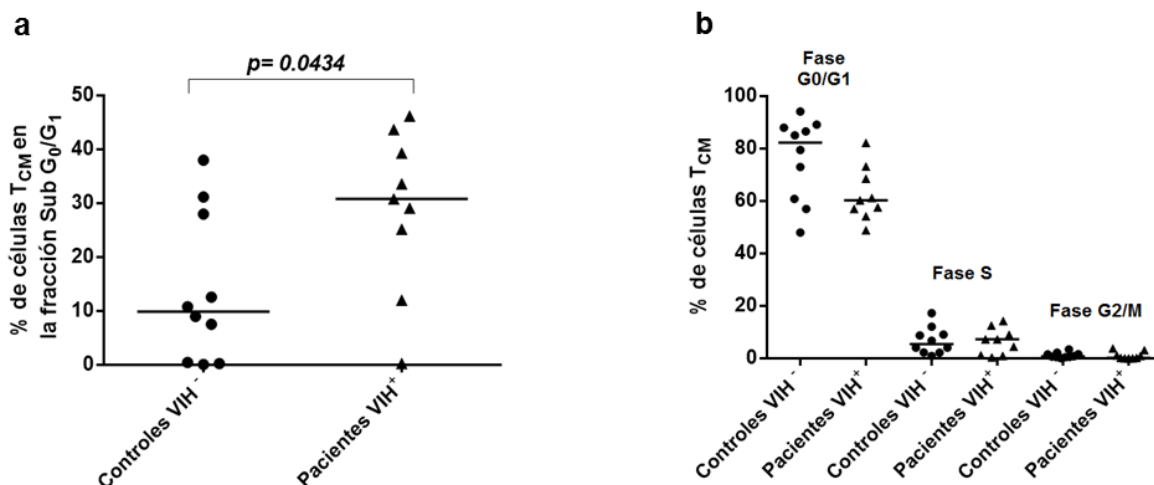 a
p= 0.0434
% de células TCM en
la fracción Sub G0/G1
50
40
30
20
10
0
Controles VIH -
Pacientes VIH+
b
Fase
G0/G1
% de células TCM
100
80
60
40
20
0
Fase S
Fase G2/M
Controles VIH -
Pacientes VIH+
Controles VIH -
Pacientes VIH+
Controles VIH -
Pacientes VIH+